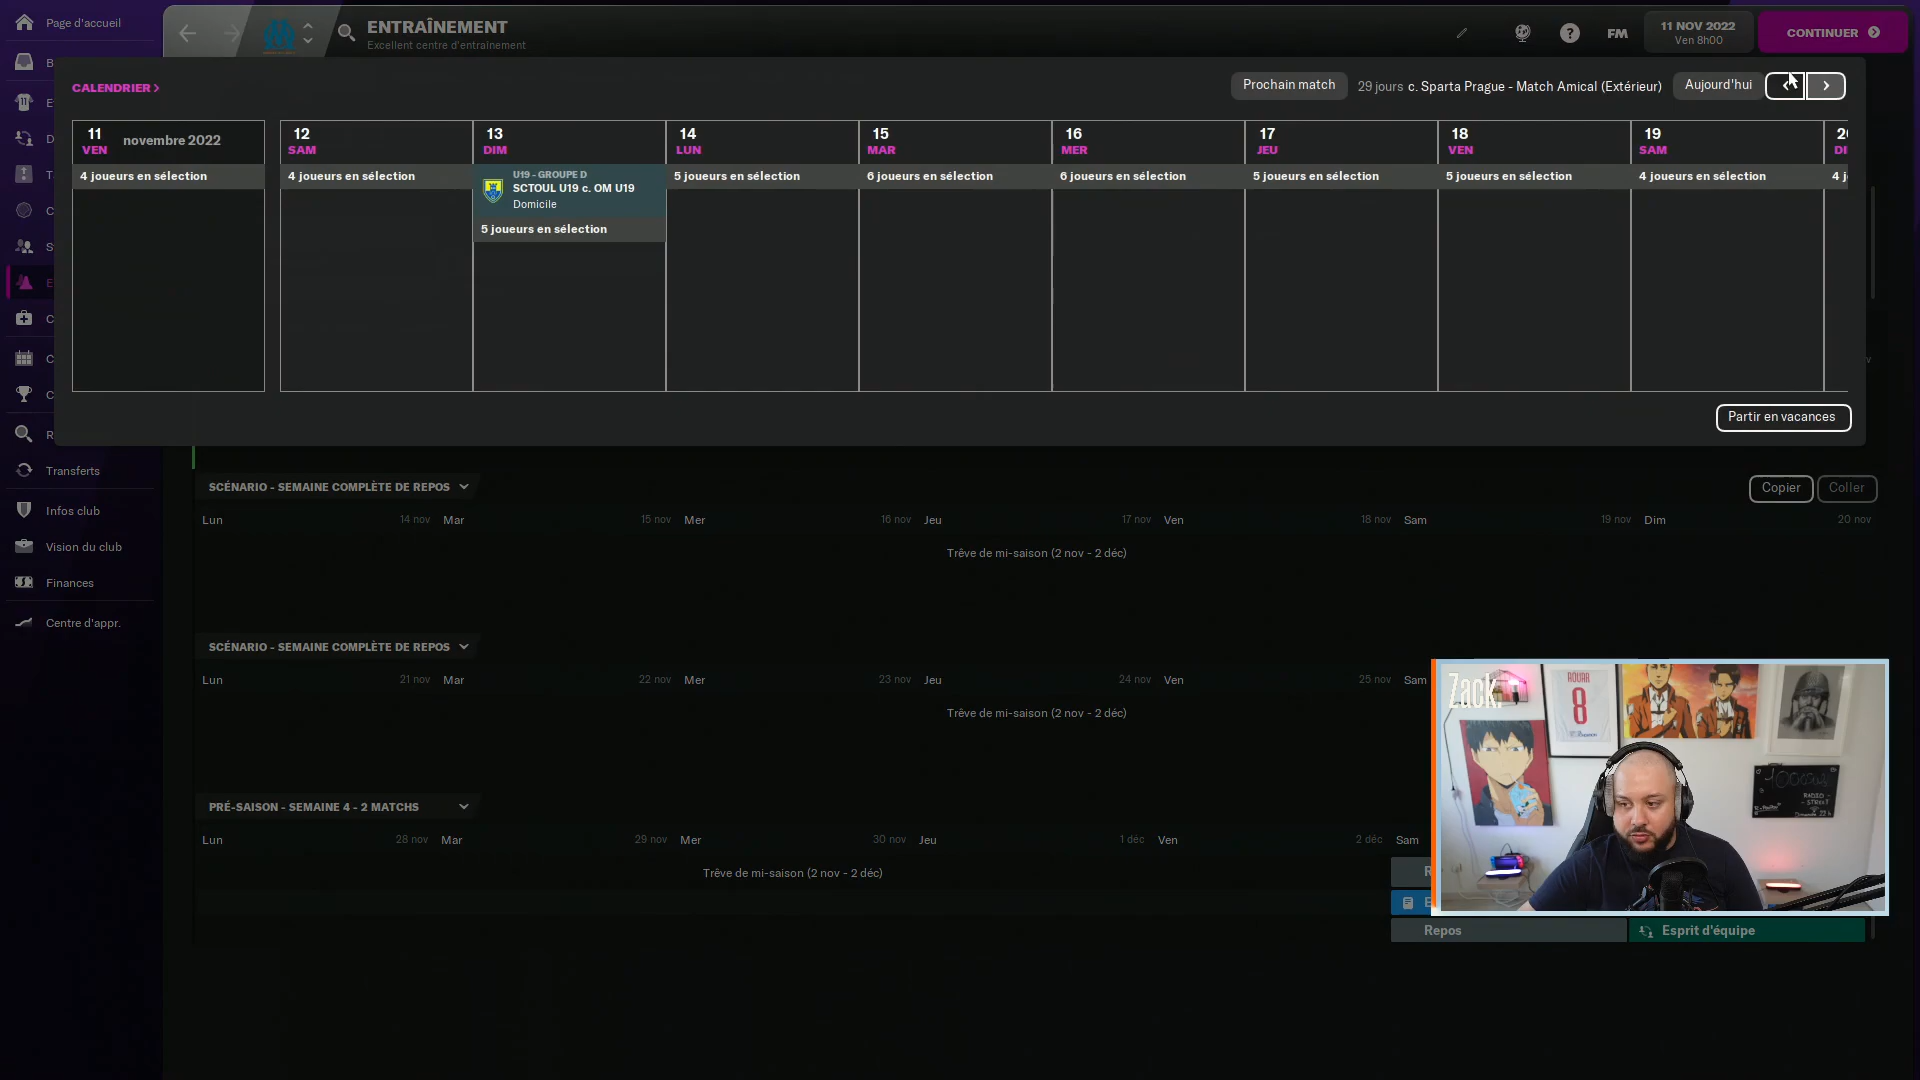 Page d'accueil
ENTRAÎNEMENT
Excellent centre d'entrainement
FM
11 NOV 2022
Ven 8h00
CONTINUER
CALENDRIER >
Prochain match
29 jours c. Sparta Prague - Match Amical (Extérieur)
Aujourd'hui
11
VEN
novembre 2022
12
SAM
13
DIM
14
LUN
15
MAR
16
MER
17
JEU
18
VEN
19
SAM
4 joueurs en sélection
4 joueurs en sélection
U19 - GROUPE D
SCTOUL U19 c. OM U19
Domicile
5 joueurs en sélection
5 joueurs en sélection
6 joueurs en sélection
6 joueurs en sélection
5 joueurs en sélection
5 joueurs en sélection
4 joueurs en sélection
Partir en vacances
Transferts
Infos club
Vision du club
Finances
Centre d'appr.
SCÉNARIO - SEMAINE COMPLÈTE DE REPOS
Copier
Coller
Lun 14 nov Mar 15 nov Mer 16 nov Jeu 17 nov Ven 18 nov Sam 19 nov Dim 20 nov
Trêve de mi-saison (2 nov - 2 déc)
SCÉNARIO - SEMAINE COMPLÈTE DE REPOS
Lun 21 nov Mar 22 nov Mer 23 nov Jeu 24 nov Ven 25 nov Sam
Trêve de mi-saison (2 nov - 2 déc)
PRÉ-SAISON - SEMAINE 4 - 2 MATCHS
Lun 28 nov Mar 29 nov Mer 30 nov Jeu 1 déc Ven 2 déc Sam
Trêve de mi-saison (2 nov - 2 déc)
Repos
Esprit d'équipe
Zack.
ROUAR
8